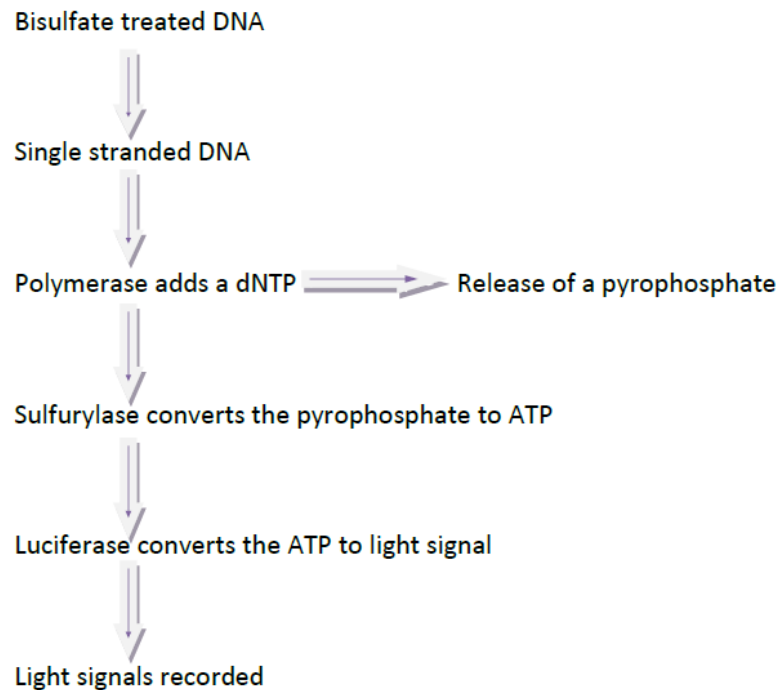 Bisulfate treated DNA
Single stranded DNA
Polymerase adds a dNTP
Release of a pyrophosphate
Sulfurylase converts the pyrophosphate to ATP
Luciferase converts the ATP to light signal
Light signals recorded